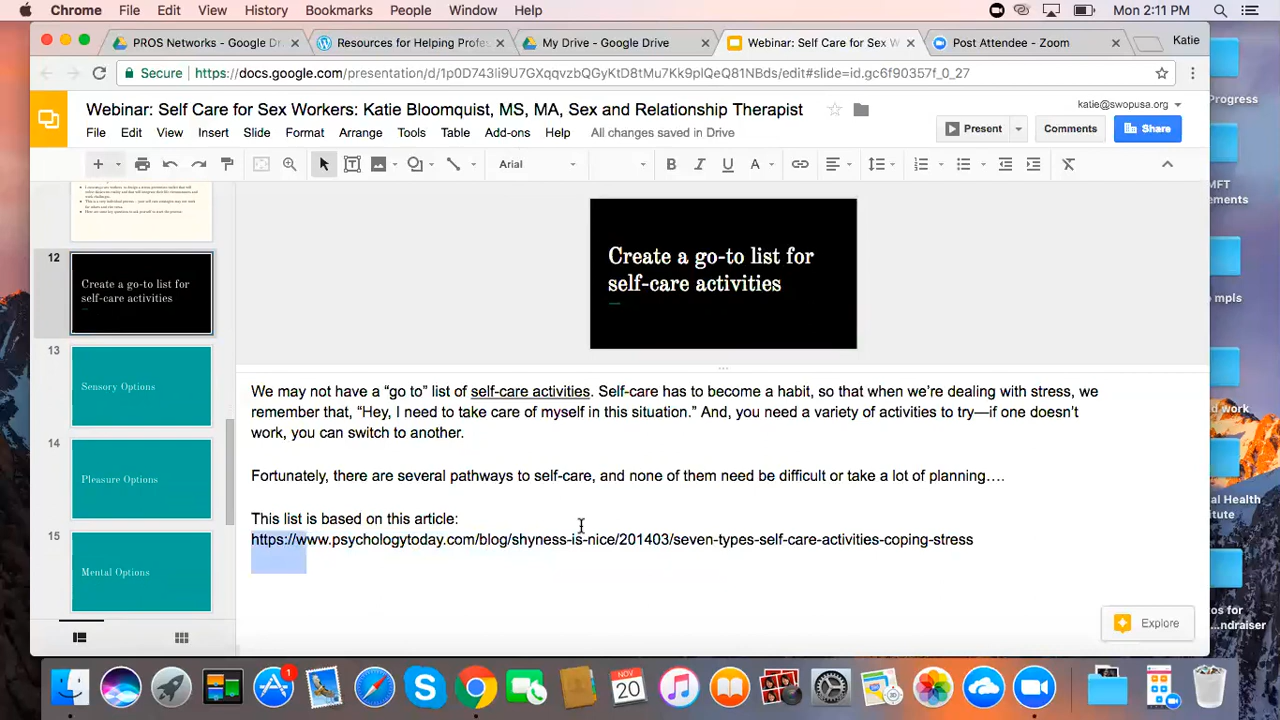 Chrome File Edit View History Bookmarks People Window Help Mon 2:11 PM
PROS Networks - Google Dr
Resources for Helping Profes
My Drive - Google Drive
Webinar: Self Care for Sex W
Post Attendee - Zoom
Katie
Secure https://docs.google.com/presentation/d/1p0D743Ii9U7GXqqvzbQGyKtD8tMu7Kk9plQeQ81NBds/edit#slide=id.gc6f90357f_0_27
Webinar: Self Care for Sex Workers: Katie Bloomquist, MS, MA, Sex and Relationship Therapist
katie@swopusa.org
File Edit View Insert Slide Format Arrange Tools Table Add-ons Help All changes saved in Drive
Present
Comments
Share
Arial
B I U A
12
Create a go-to list for
self-care activities
13
Sensory Options
14
Pleasure Options
15
Mental Options
Create a go-to list for
self-care activities
We may not have a “go to” list of self-care activities. Self-care has to become a habit, so that when we’re dealing with stress, we
remember that, “Hey, I need to take care of myself in this situation.” And, you need a variety of activities to try—if one doesn’t
work, you can switch to another.
Fortunately, there are several pathways to self-care, and none of them need be difficult or take a lot of planning….
This list is based on this article:
https://www.psychologytoday.com/blog/shyness-is-nice/201403/seven-types-self-care-activities-coping-stress
Explore
Progress
MFT
ements
mpls
d work
ral Health
itute
os for
...ndraiser
1
NOV
20